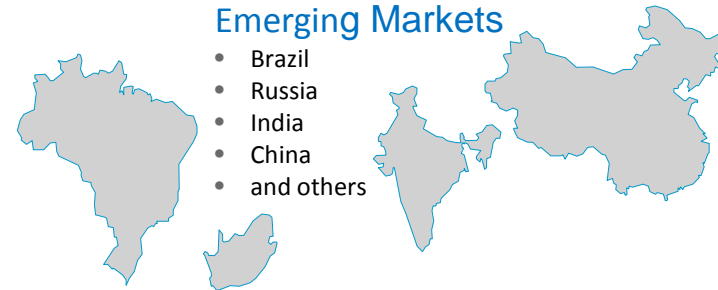 Emerging Markets
• Brazil
• Russia
• India
• China
• and others